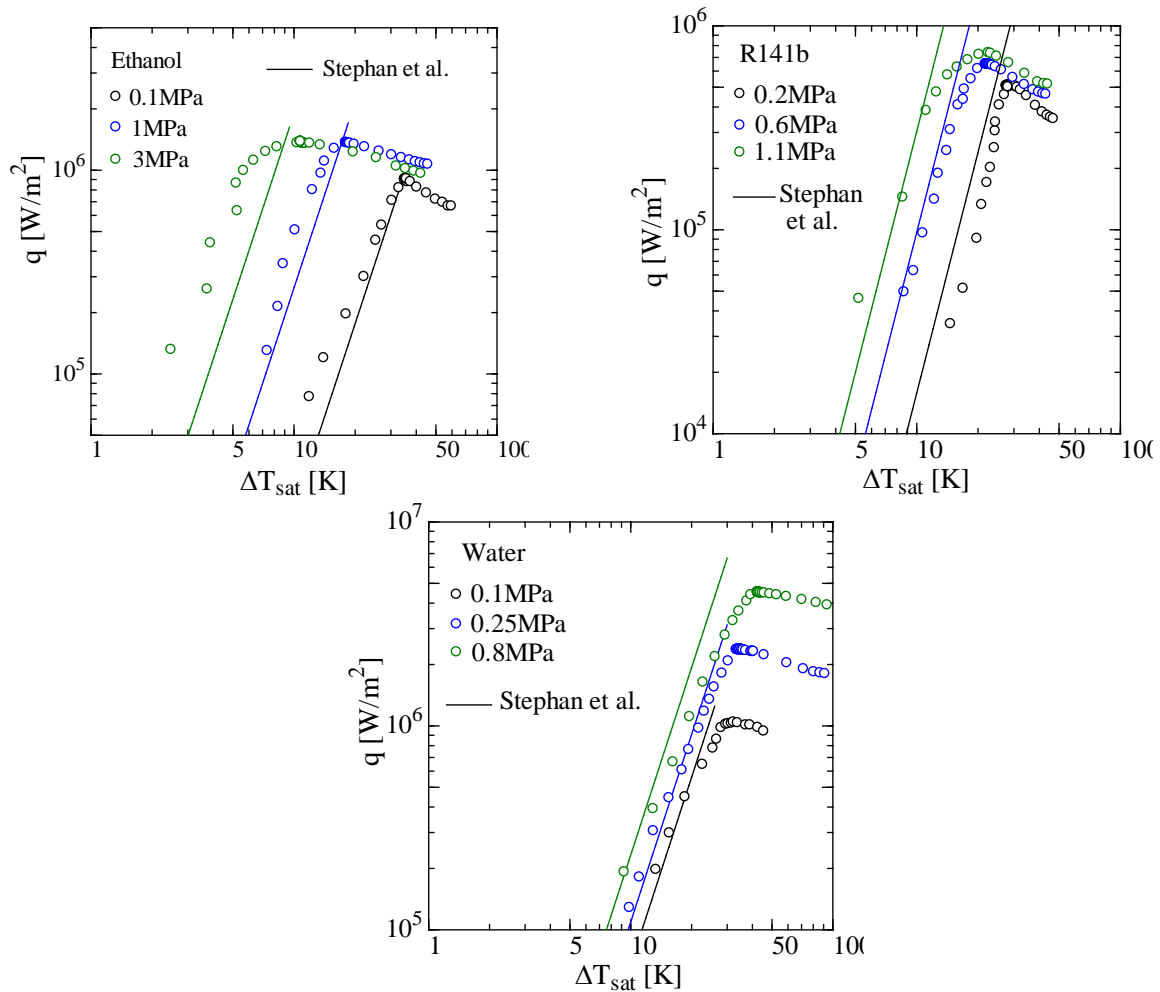 Ethanol
Stephan et al.
0.1MPa
1MPa
3MPa
10^6
10^5
q [W/m^2]
1
5
10
50
100
ΔT_sat [K]
10^6
R141b
0.2MPa
0.6MPa
1.1MPa
Stephan
et al.
10^5
10^4
q [W/m^2]
1
5
10
50
100
ΔT_sat [K]
10^7
Water
0.1MPa
0.25MPa
0.8MPa
Stephan et al.
10^6
10^5
q [W/m^2]
1
5
10
50
100
ΔT_sat [K]